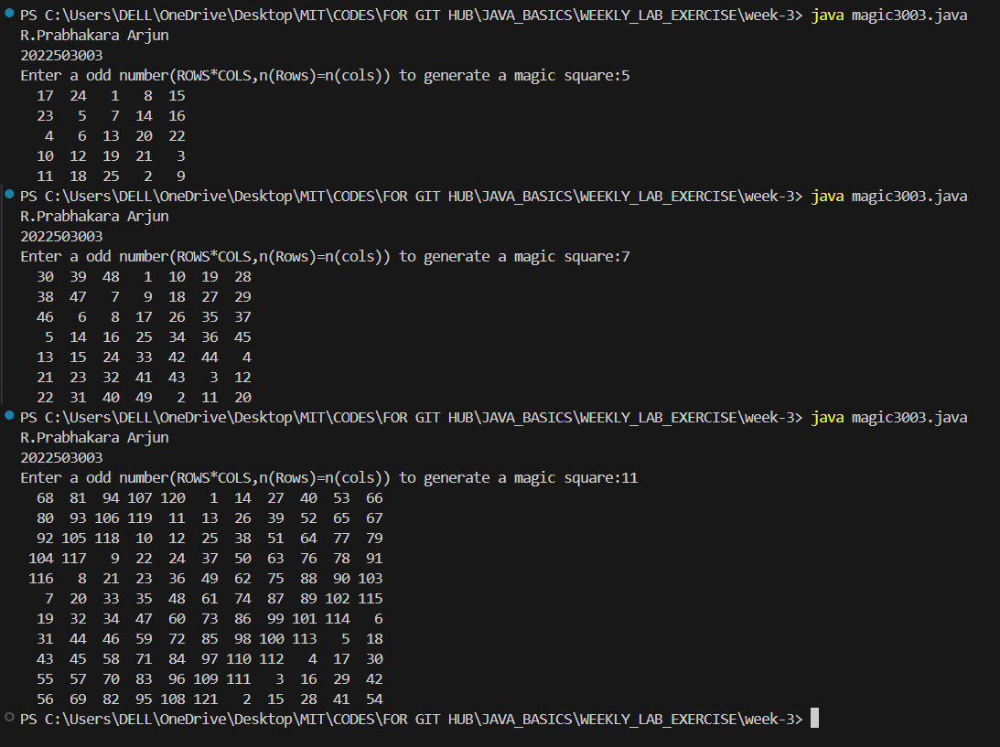 PS C:\Users\DELL\OneDrive\Desktop\MIT\CODES\FOR GIT HUB\JAVA_BASICS\WEEKLY_LAB_EXERCISE\week-3> java magic3003.java
R.Prabhakara Arjun
2022503003
Enter a odd number(ROWS*COLS,n(Rows)=n(cols)) to generate a magic square:5
17 24 1 8 15
23 5 7 14 16
4 6 13 20 22
10 12 19 21 3
11 18 25 2 9
PS C:\Users\DELL\OneDrive\Desktop\MIT\CODES\FOR GIT HUB\JAVA_BASICS\WEEKLY_LAB_EXERCISE\week-3> java magic3003.java
R.Prabhakara Arjun
2022503003
Enter a odd number(ROWS*COLS,n(Rows)=n(cols)) to generate a magic square:7
30 39 48 1 10 19 28
38 47 7 9 18 27 29
46 6 8 17 26 35 37
5 14 16 25 34 36 45
13 15 24 33 42 44 4
21 23 32 41 43 3 12
22 31 40 49 2 11 20
PS C:\Users\DELL\OneDrive\Desktop\MIT\CODES\FOR GIT HUB\JAVA_BASICS\WEEKLY_LAB_EXERCISE\week-3> java magic3003.java
R.Prabhakara Arjun
2022503003
Enter a odd number(ROWS*COLS,n(Rows)=n(cols)) to generate a magic square:11
68 81 94 107 120 1 14 27 40 53 66
80 93 106 119 11 13 26 39 52 65 67
92 105 118 10 12 25 38 51 64 77 79
104 117 9 22 24 37 50 63 76 78 91
116 8 21 23 36 49 62 75 88 90 103
7 20 33 35 48 61 74 87 89 102 115
19 32 34 47 60 73 86 99 101 114 6
31 44 46 59 72 85 98 100 113 5 18
43 45 58 71 84 97 110 112 4 17 30
55 57 70 83 96 109 111 3 16 29 42
56 69 82 95 108 121 2 15 28 41 54
PS C:\Users\DELL\OneDrive\Desktop\MIT\CODES\FOR GIT HUB\JAVA_BASICS\WEEKLY_LAB_EXERCISE\week-3>